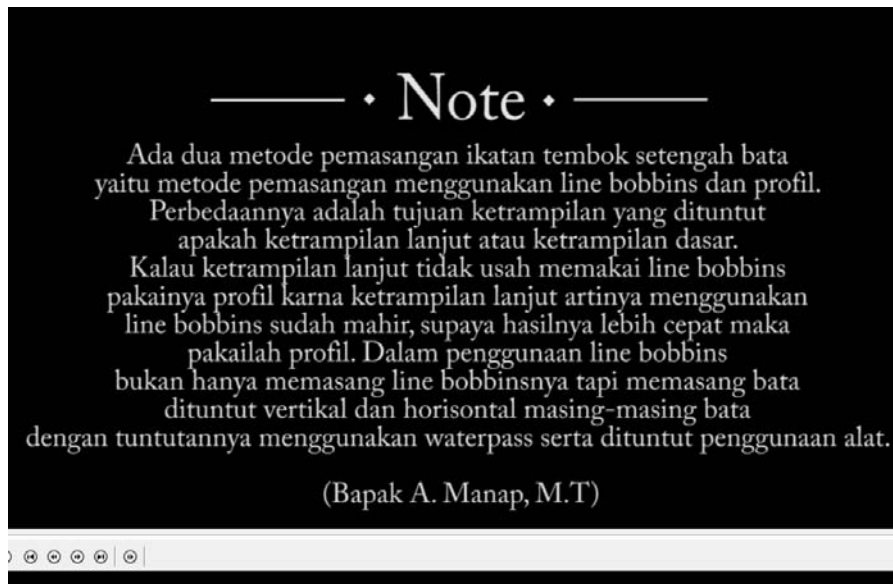 Note
Ada dua metode pemasangan ikatan tembok setengah bata
yaitu metode pemasangan menggunakan line bobbins dan profil.
Perbedaannya adalah tujuan ketrampilan yang dituntut
apakah ketrampilan lanjut atau ketrampilan dasar.
Kalau ketrampilan lanjut tidak usah memakai line bobbins
pakainya profil karna ketrampilan lanjut artinya menggunakan
line bobbins sudah mahir, supaya hasilnya lebih cepat maka
pakailah profil. Dalam penggunaan line bobbins
bukan hanya memasang line bobbinsnya tapi memasang bata
dituntut vertikal dan horisontal masing-masing bata
dengan tuntutannya menggunakan waterpass serta dituntut penggunaan alat.
(Bapak A. Manap, M.T)